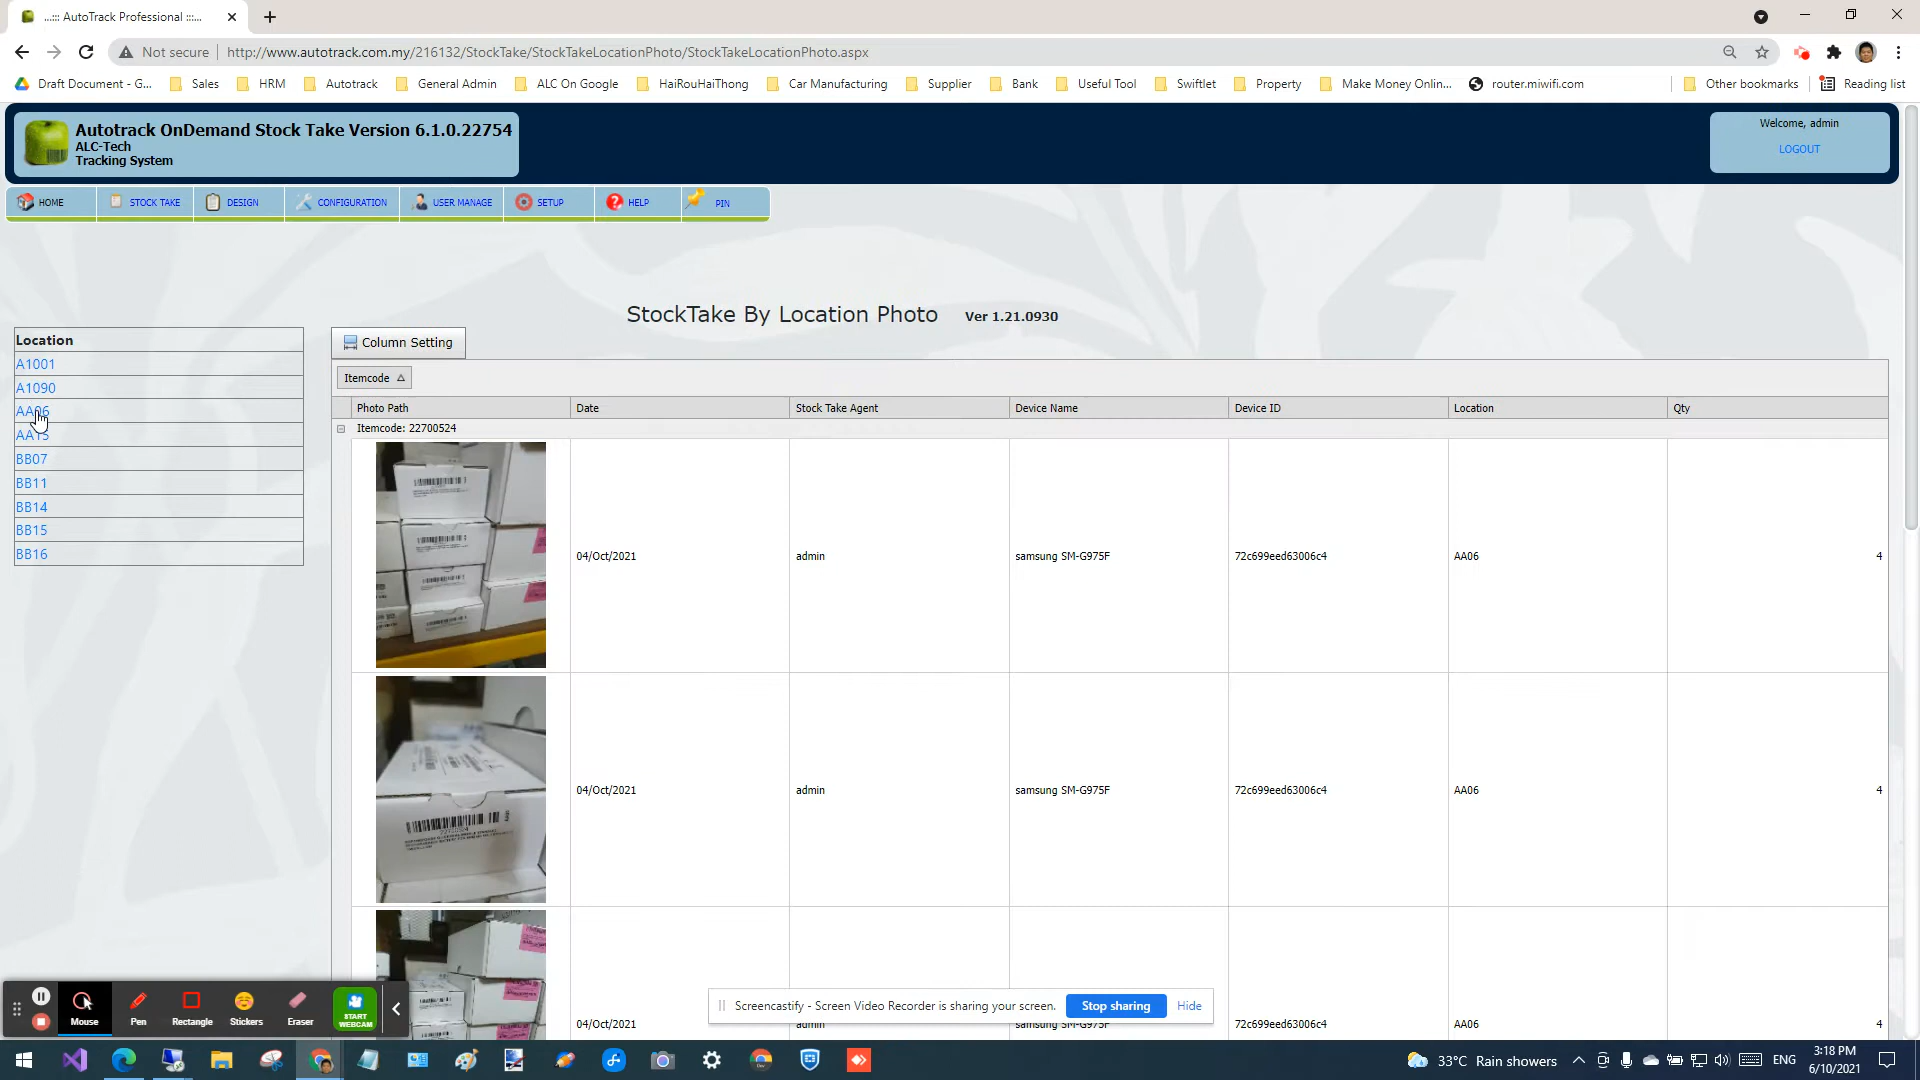 ...::: AutoTrack Professional :::...
Not secure | http://www.autotrack.com.my/216132/StockTake/StockTakeLocationPhoto/StockTakeLocationPhoto.aspx
Draft Document - G...
Sales
HRM
Autotrack
General Admin
ALC On Google
HaiRouHaiThong
Car Manufacturing
Supplier
Bank
Useful Tool
Swiftlet
Property
Make Money Onlin...
router.miwifi.com
Other bookmarks
Reading list
Autotrack OnDemand Stock Take Version 6.1.0.22754
ALC-Tech
Tracking System
Welcome, admin
LOGOUT
HOME
STOCK TAKE
DESIGN
CONFIGURATION
USER MANAGE
SETUP
HELP
PIN
StockTake By Location Photo Ver 1.21.0930
Location
A1001
A1090
AA06
AA15
BB07
BB11
BB14
BB15
BB16
Column Setting
Itemcode
Photo Path Date Stock Take Agent Device Name Device ID Location Qty
Itemcode: 22700524
04/Oct/2021 admin samsung SM-G975F 72c699eed63006c4 AA06 4
04/Oct/2021 admin samsung SM-G975F 72c699eed63006c4 AA06 4
04/Oct/2021 admin samsung SM-G975F 72c699eed63006c4 AA06 4
Mouse
Pen
Rectangle
Stickers
Eraser
START
WEBCAM
Screencastify - Screen Video Recorder is sharing your screen.
Stop sharing
Hide
33°C Rain showers
ENG
3:18 PM
6/10/2021